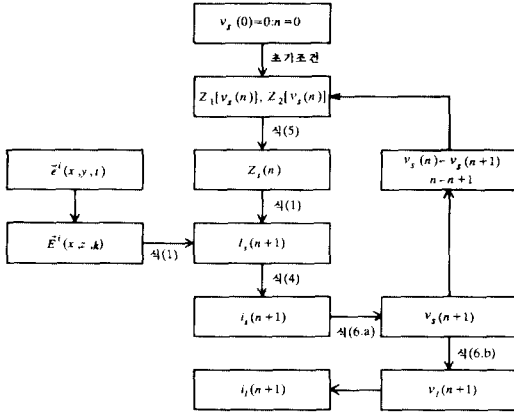 v_s(0)=0:n=0
초기조건
Z_1[v_s(n)}, Z_2[v_s(n)]
식(5)
Z_s(n)
v_s(n)←v_s(n+1)
n←n+1
ē^i(x,y,t)
식(1)
Ē^i(x,z,k)
식(1)
I_s(n+1)
식(4)
i_s(n+1)
식(6.a)
v_s(n+1)
식(6.b)
i_l(n+1)
v_l(n+1)